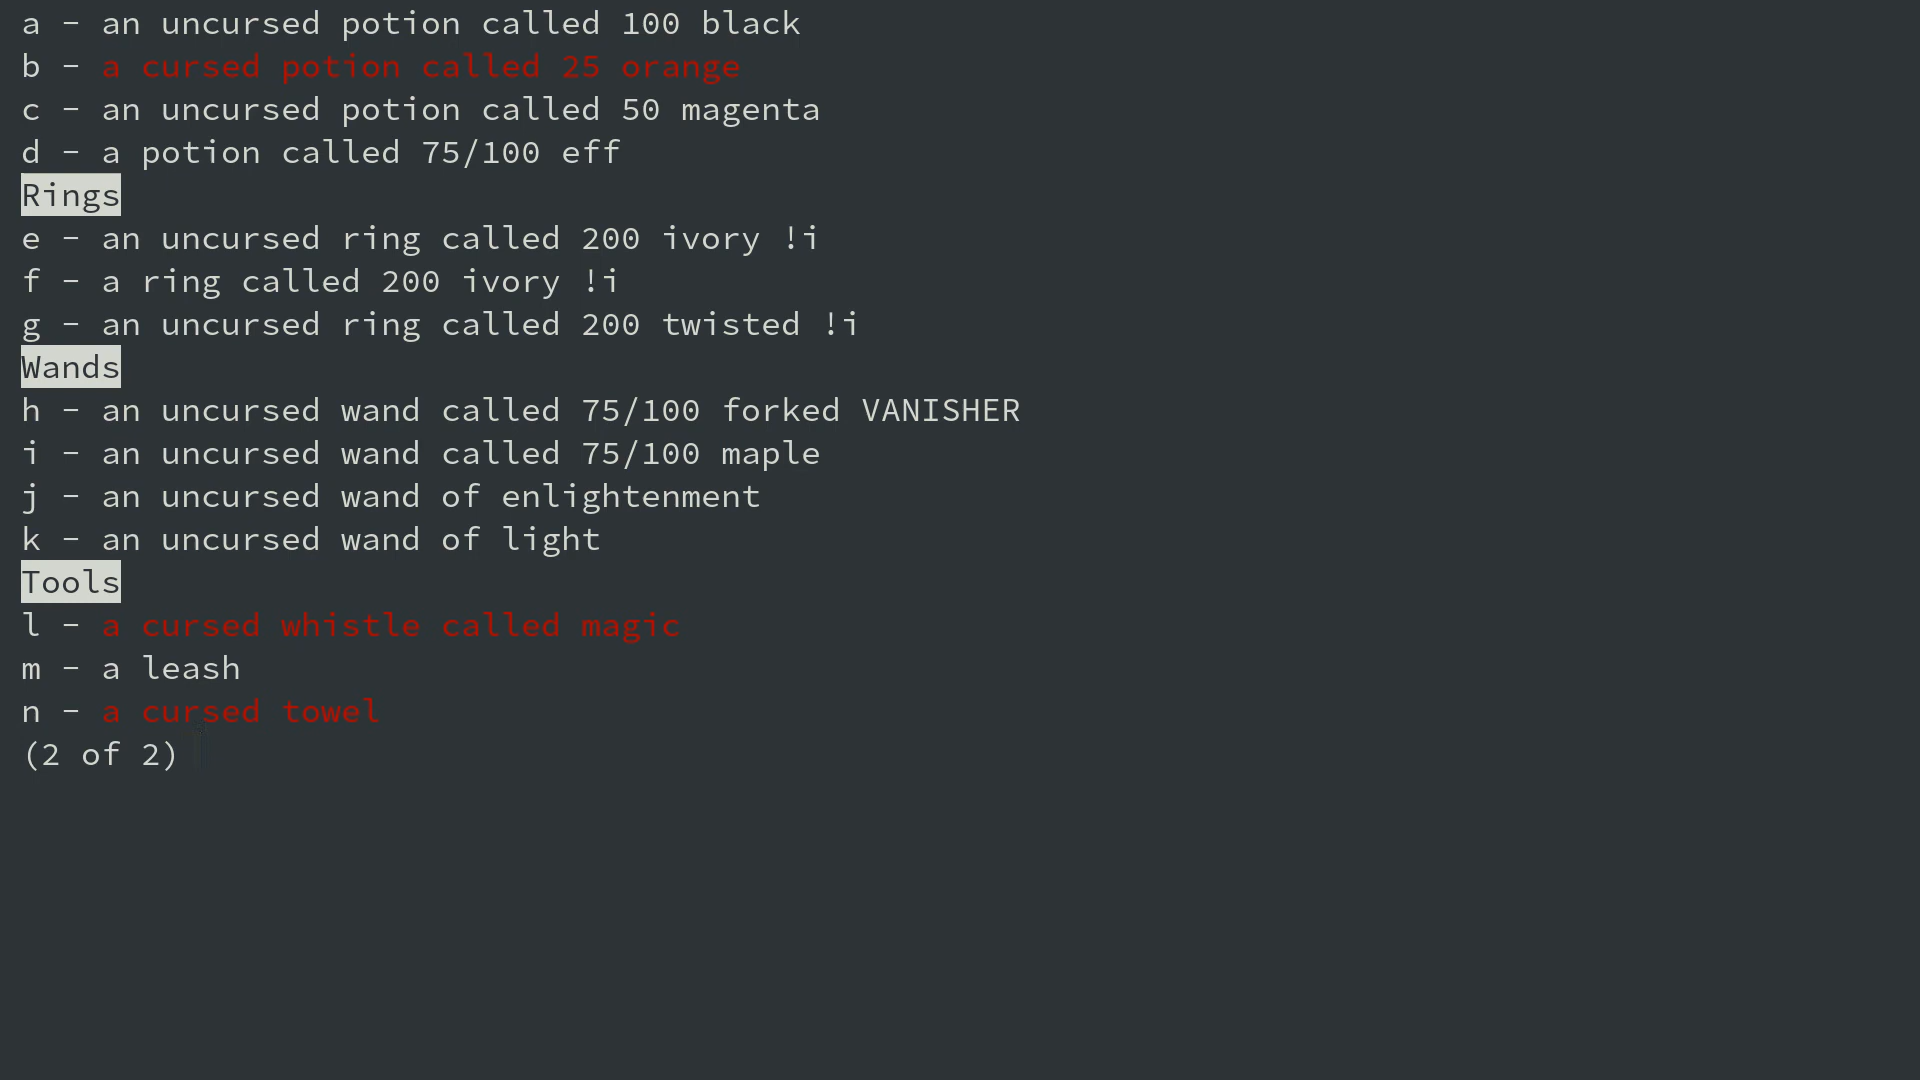 a - an uncursed potion called 100 black
b - a cursed potion called 25 orange
c - an uncursed potion called 50 magenta
d - a potion called 75/100 eff
Rings
e - an uncursed ring called 200 ivory !i
f - a ring called 200 ivory !i
g - an uncursed ring called 200 twisted !i
Wands
h - an uncursed wand called 75/100 forked VANISHER
i - an uncursed wand called 75/100 maple
j - an uncursed wand of enlightenment
k - an uncursed wand of light
Tools
l - a cursed whistle called magic
m - a leash
n - a cursed towel
(2 of 2)